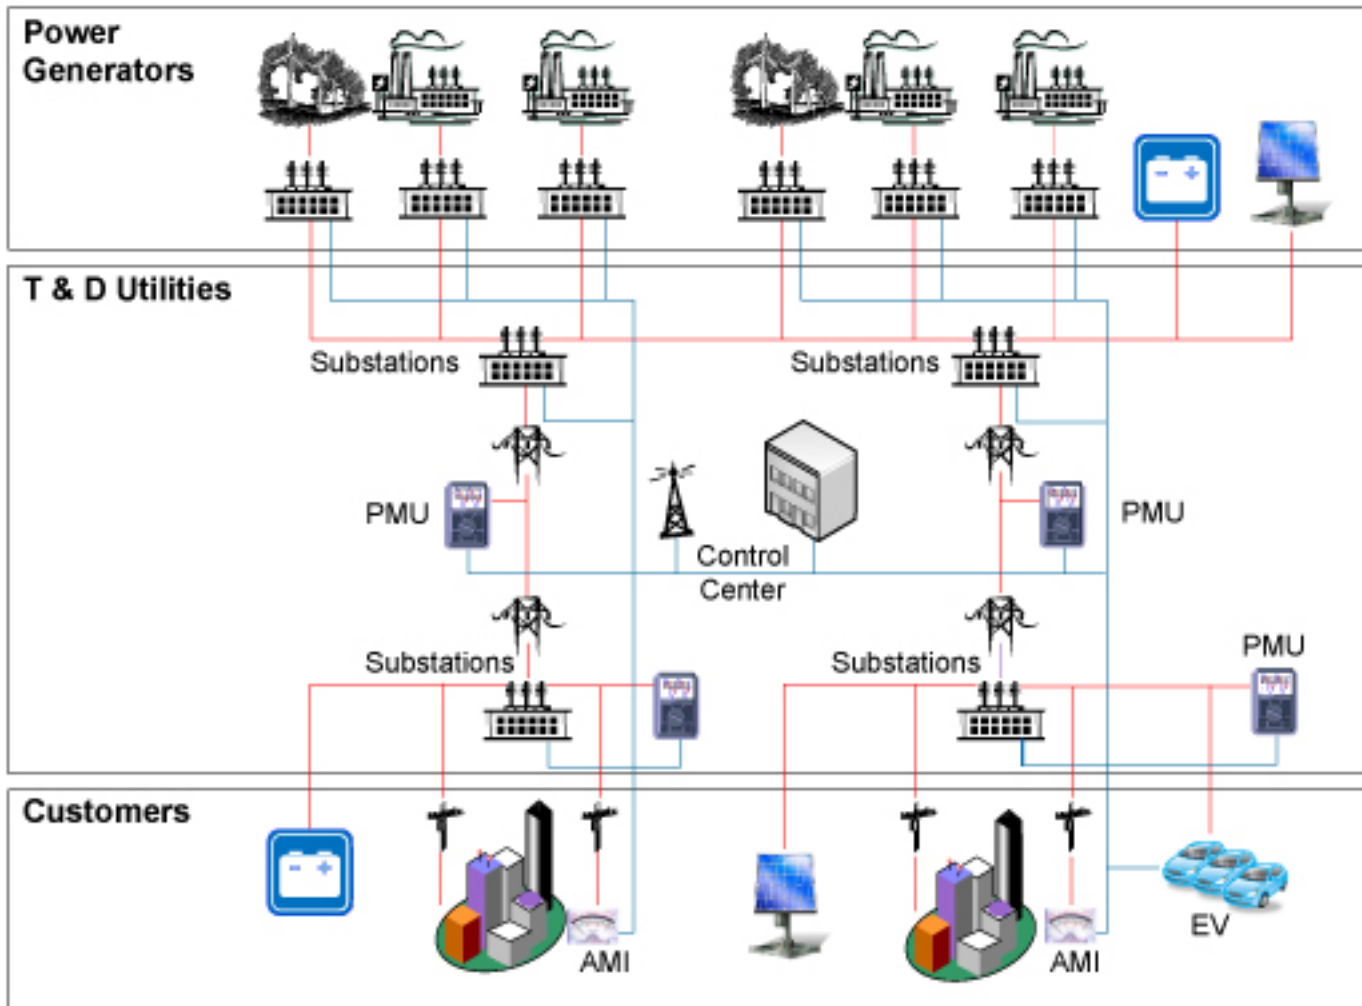 Power
Generators
T & D Utilities
Substations
Substations
PMU
PMU
Control
Center
Substations
Substations
PMU
Customers
AMI
AMI
EV